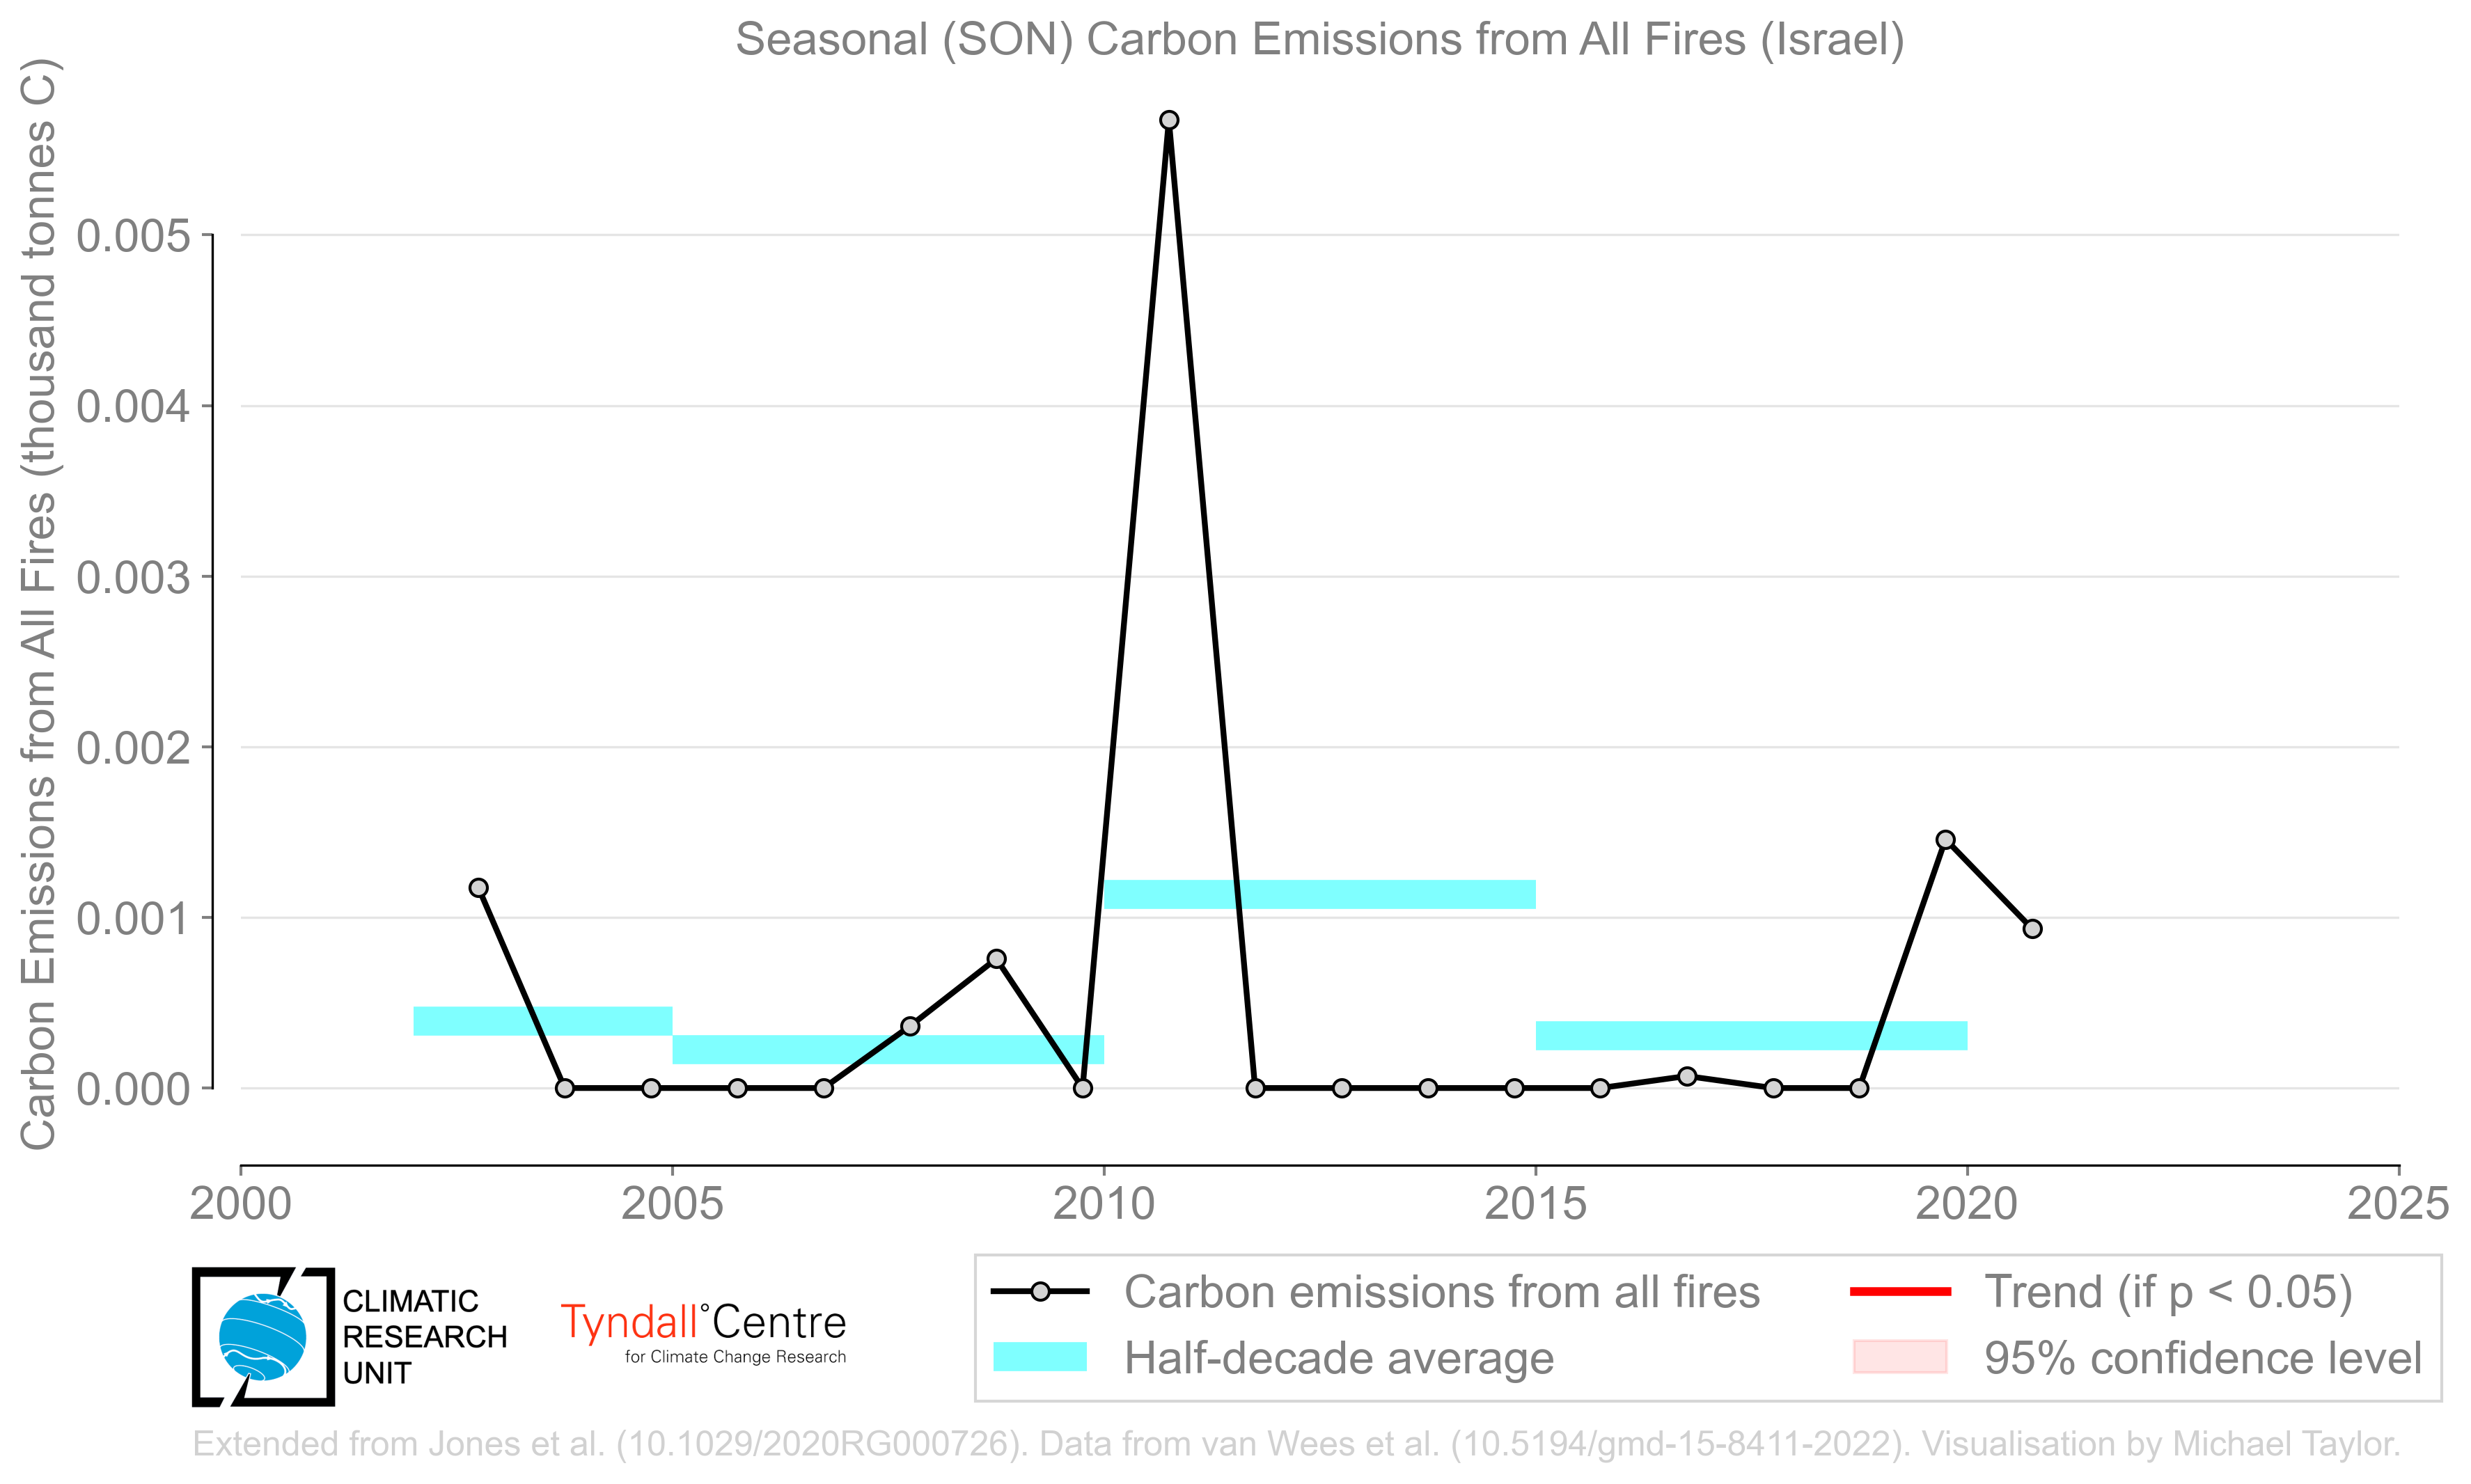 Seasonal (SON) Carbon Emissions from All Fires (Israel)
Carbon Emissions from All Fires (thousand tonnes C)
0.005
0.004
0.003
0.002
0.001
0.000
2000
2005
2010
2015
2020
2025
CLIMATIC
RESEARCH
UNIT
Tyndall°Centre
for Climate Change Research
Carbon emissions from all fires
Half-decade average
Trend (if p < 0.05)
95% confidence level
Extended from Jones et al. (10.1029/2020RG000726). Data from van Wees et al. (10.5194/gmd-15-8411-2022). Visualisation by Michael Taylor.